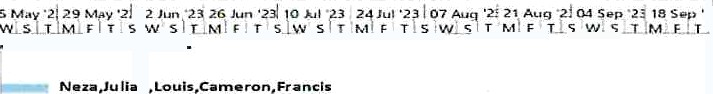 5 May '2 29 May '2 2 Jun '23 26 Jun '23 10 Jul '23 24 Jul '23 07 Aug '2 21 Aug '2 04 Sep '23 18 Sep '
W S T M F T S W S T M F T S W S T M F T S W S T M F T S W S T M F T
Neza,Julia ,Louis,Cameron,Francis